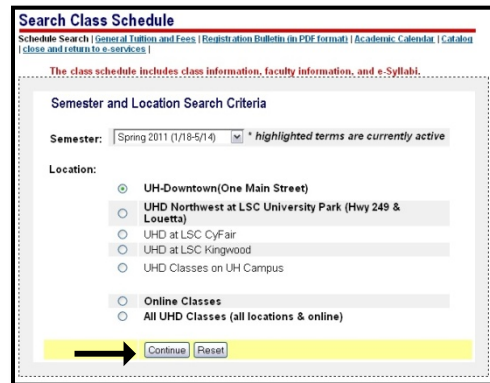 Search Class Schedule
Schedule Search | General Tuition and Fees | Registration Bulletin (in PDF format) | Academic Calendar | Catalog
| close and return to e-services |
The class schedule includes class information, faculty information, and e-Syllabi.
Semester and Location Search Criteria
Semester: Spring 2011 (1/18-5/14) * highlighted terms are currently active
Location:
UH-Downtown(One Main Street)
UHD Northwest at LSC University Park (Hwy 249 &
Louetta)
UHD at LSC CyFair
UHD at LSC Kingwood
UHD Classes on UH Campus
Online Classes
All UHD Classes (all locations & online)
Continue Reset